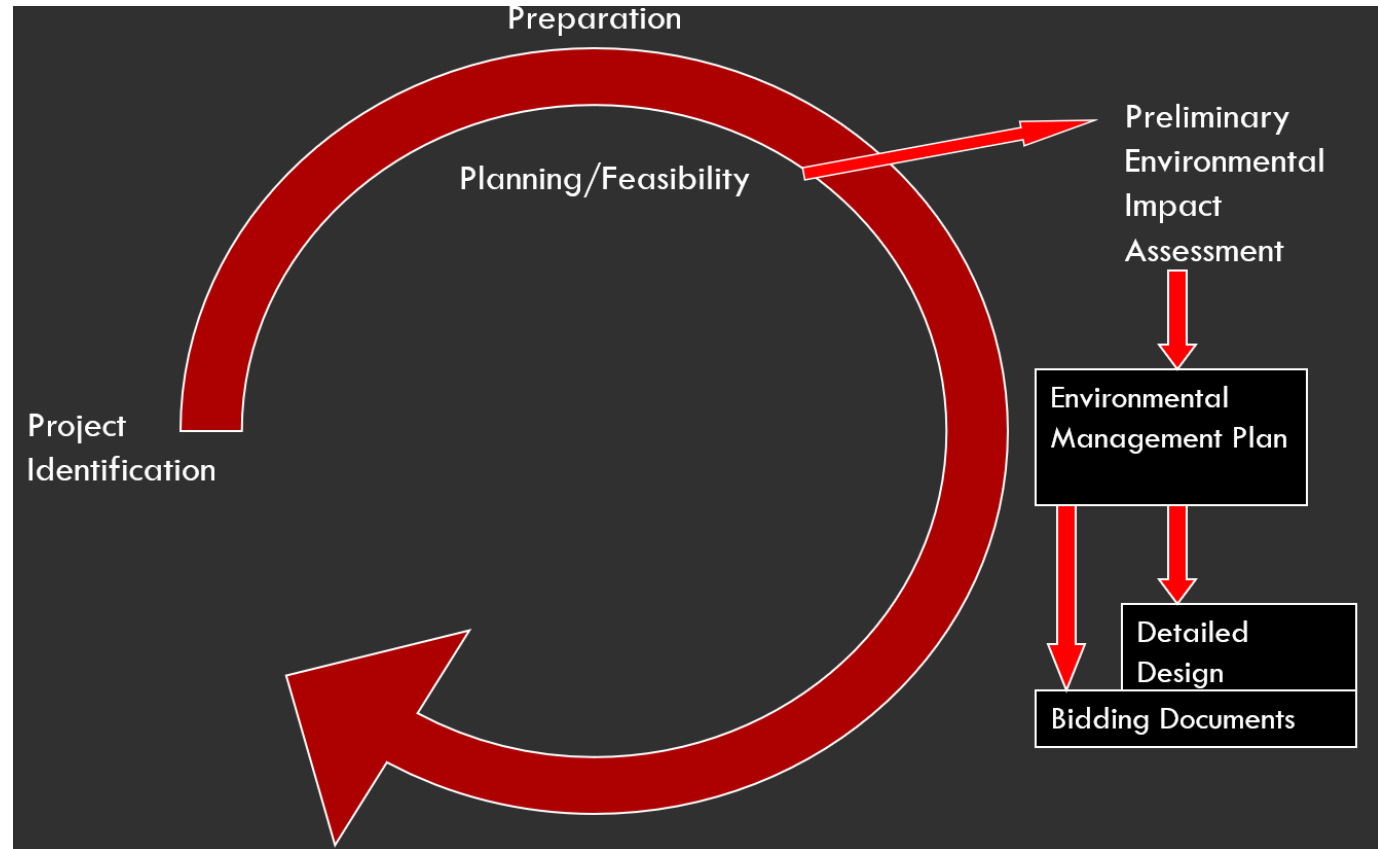 Preparation
Planning/Feasibility
Preliminary
Environmental
Impact
Assessment
Project
Identification
Environmental
Management Plan
Detailed
Design
Bidding Documents